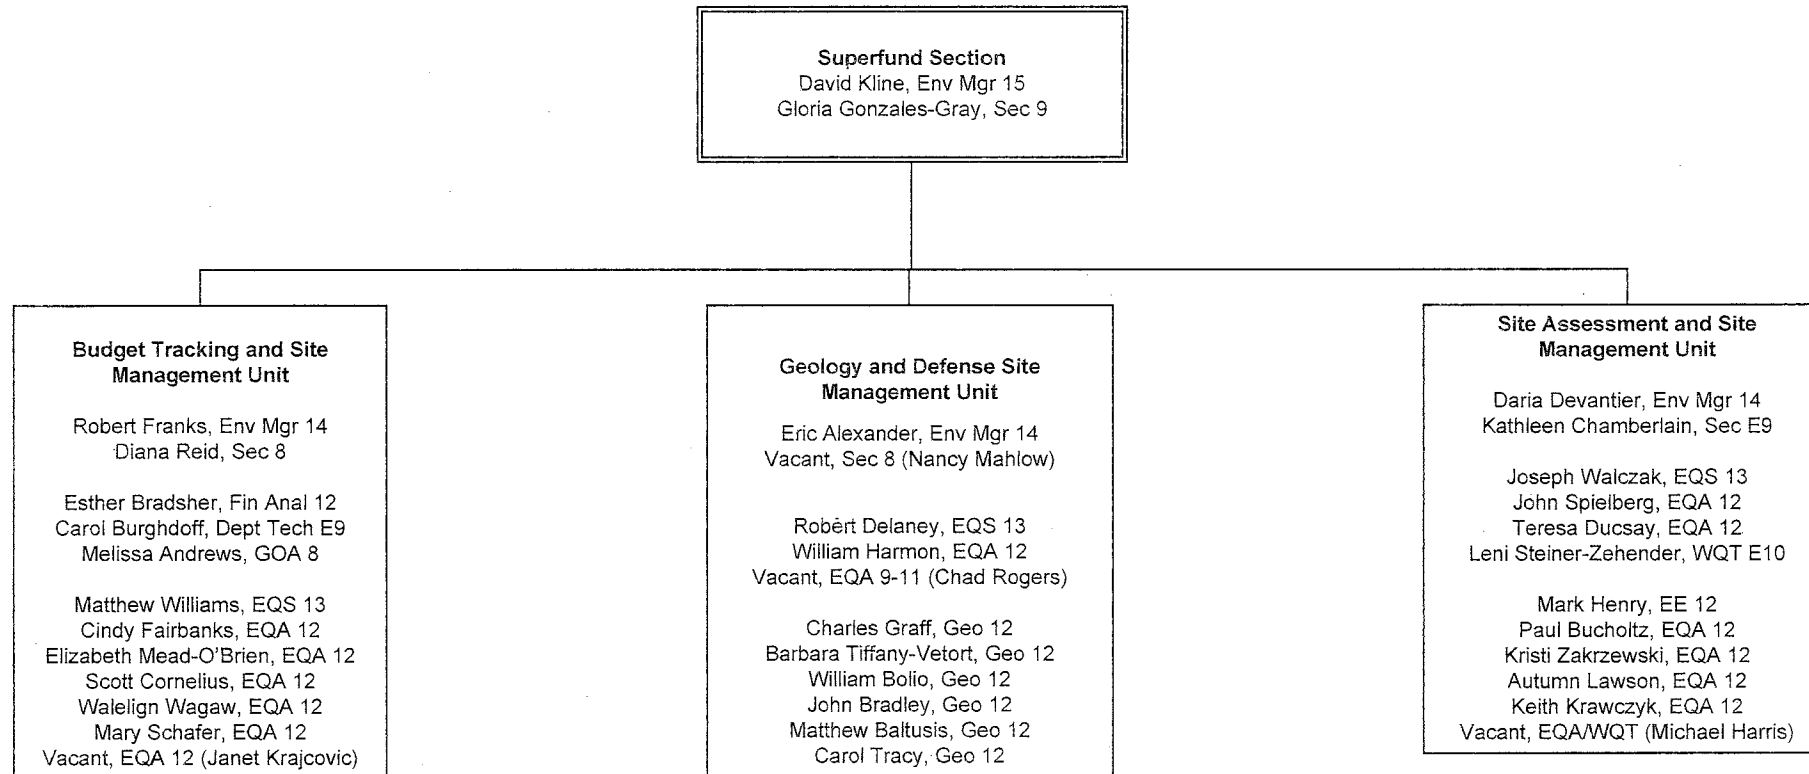 Superfund Section
David Kline, Env Mgr 15
Gloria Gonzales-Gray, Sec 9
Budget Tracking and Site
Management Unit
Robert Franks, Env Mgr 14
Diana Reid, Sec 8
Esther Bradsher, Fin Anal 12
Carol Burghdoff, Dept Tech E9
Melissa Andrews, GOA 8
Matthew Williams, EQS 13
Cindy Fairbanks, EQA 12
Elizabeth Mead-O'Brien, EQA 12
Scott Cornelius, EQA 12
Walelign Wagaw, EQA 12
Mary Schafer, EQA 12
Vacant, EQA 12 (Janet Krajcovic)
Geology and Defense Site
Management Unit
Eric Alexander, Env Mgr 14
Vacant, Sec 8 (Nancy Mahlow)
Robert Delaney, EQS 13
William Harmon, EQA 12
Vacant, EQA 9-11 (Chad Rogers)
Charles Graff, Geo 12
Barbara Tiffany-Vetort, Geo 12
William Bolio, Geo 12
John Bradley, Geo 12
Matthew Baltusis, Geo 12
Carol Tracy, Geo 12
Site Assessment and Site
Management Unit
Daria Devantier, Env Mgr 14
Kathleen Chamberlain, Sec E9
Joseph Walczak, EQS 13
John Spielberg, EQA 12
Teresa Ducsay, EQA 12
Leni Steiner-Zehender, WQT E10
Mark Henry, EE 12
Paul Bucholtz, EQA 12
Kristi Zakrzewski, EQA 12
Autumn Lawson, EQA 12
Keith Krawczyk, EQA 12
Vacant, EQA/WQT (Michael Harris)